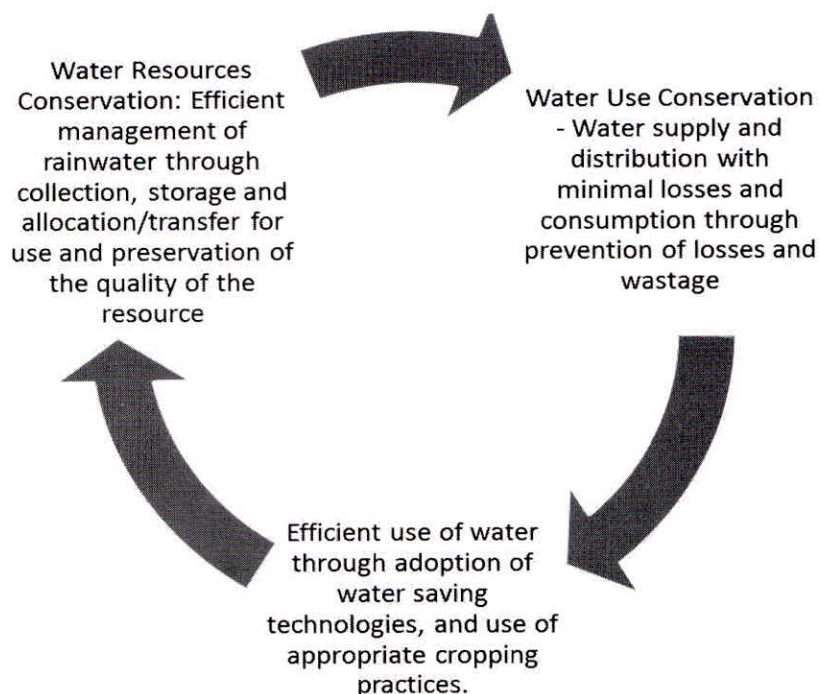 Water Resources
Conservation: Efficient
management of
rainwater through
collection, storage and
allocation/transfer for
use and preservation of
the quality of the
resource
Water Use Conservation
- Water supply and
distribution with
minimal losses and
consumption through
prevention of losses and
wastage
Efficient use of water
through adoption of
water saving
technologies, and use of
appropriate cropping
practices.